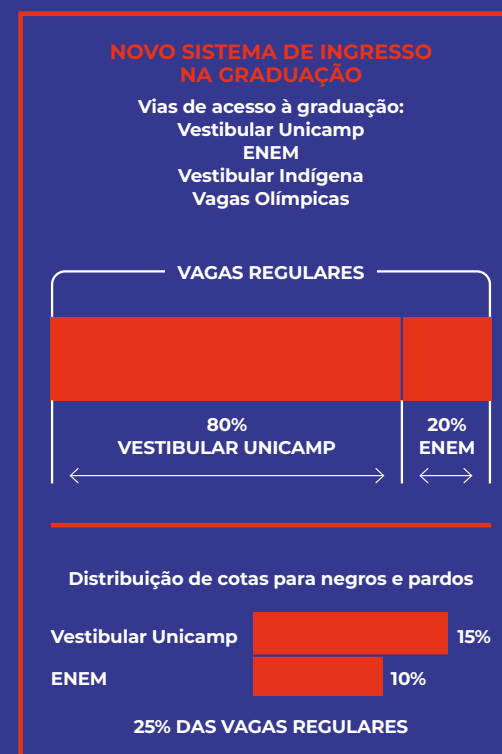 NOVO SISTEMA DE INGRESSO
NA GRADUAÇÃO
Vias de acesso à graduação:
Vestibular Unicamp
ENEM
Vestibular Indígena
Vagas Olímpicas
VAGAS REGULARES
80%
VESTIBULAR UNICAMP
20%
ENEM
Distribuição de cotas para negros e pardos
Vestibular Unicamp 15%
ENEM 10%
25% DAS VAGAS REGULARES